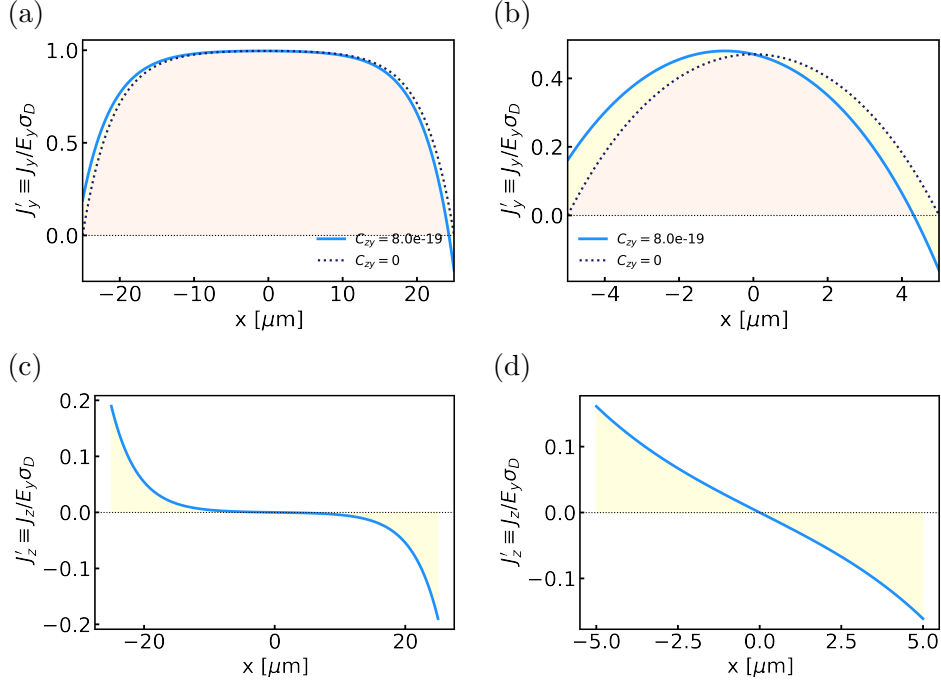 (a)
1.0
0.5
0.0
J′y ≡ Jy/EyσD
Czy = 8.0e-19
Czy = 0
−20 −10 0 10 20
x [μm]
(b)
0.4
0.2
0.0
J′y ≡ Jy/EyσD
Czy = 8.0e-19
Czy = 0
−4 −2 0 2 4
x [μm]
(c)
0.2
0.1
0.0
−0.1
−0.2
J′z ≡ Jz/EyσD
−20 0 20
x [μm]
(d)
0.1
0.0
−0.1
J′z ≡ Jz/EyσD
−5.0 −2.5 0.0 2.5 5.0
x [μm]